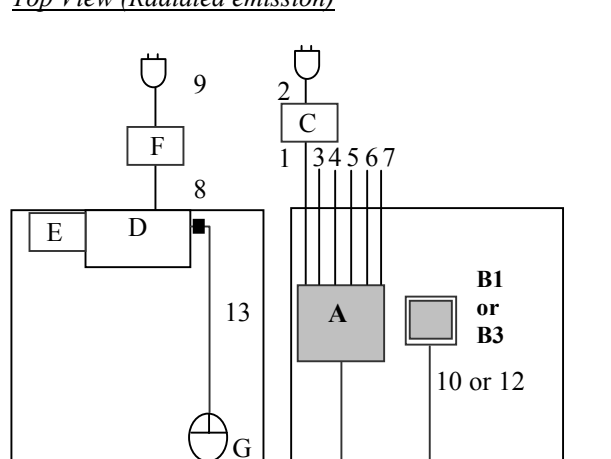 Top View (Radiated emission)
9
2
F
C
1
3 4 5 6 7
8
E
D
B1
or
B3
13
A
10 or 12
G